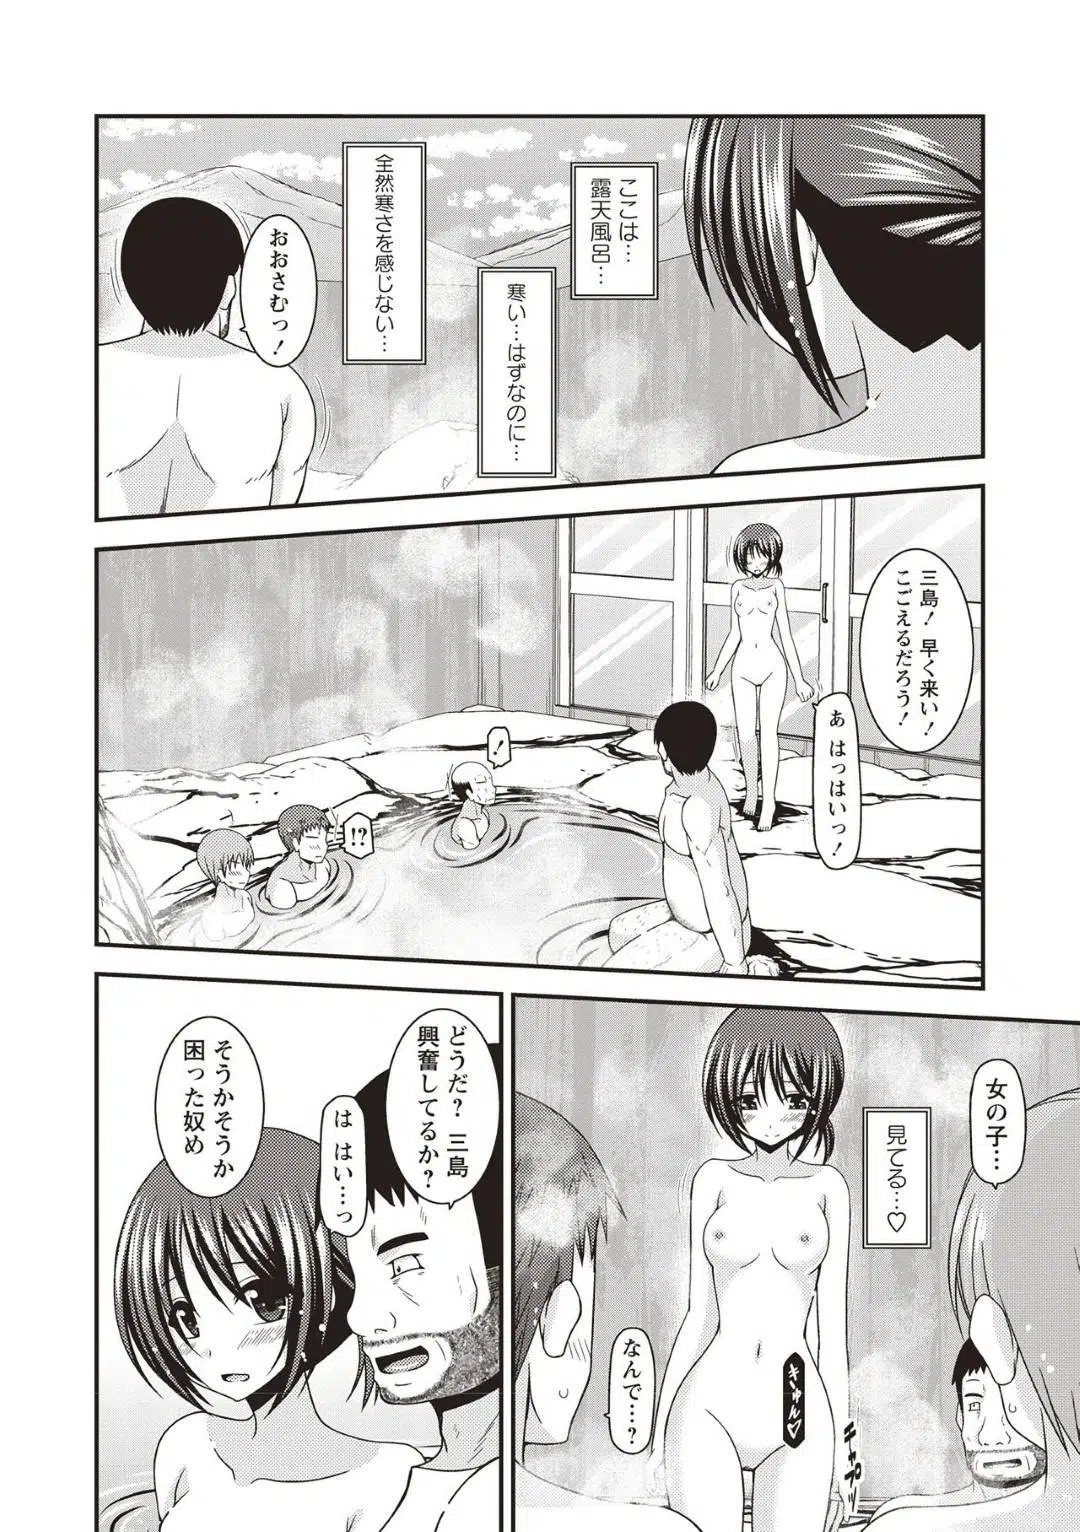 ここは…
露天風呂…
寒い…はずなのに…
全然寒さを感じない…
おおさむっ！
三島！ 早く来い！
こごえるだろう！
あ はっはいっ！
！
！？
女の子…
見てる…♡
きゅん♡
なんで…？
どうだ？ 三島
興奮してるか？
は はい…っ
そうかそうか
困った奴め